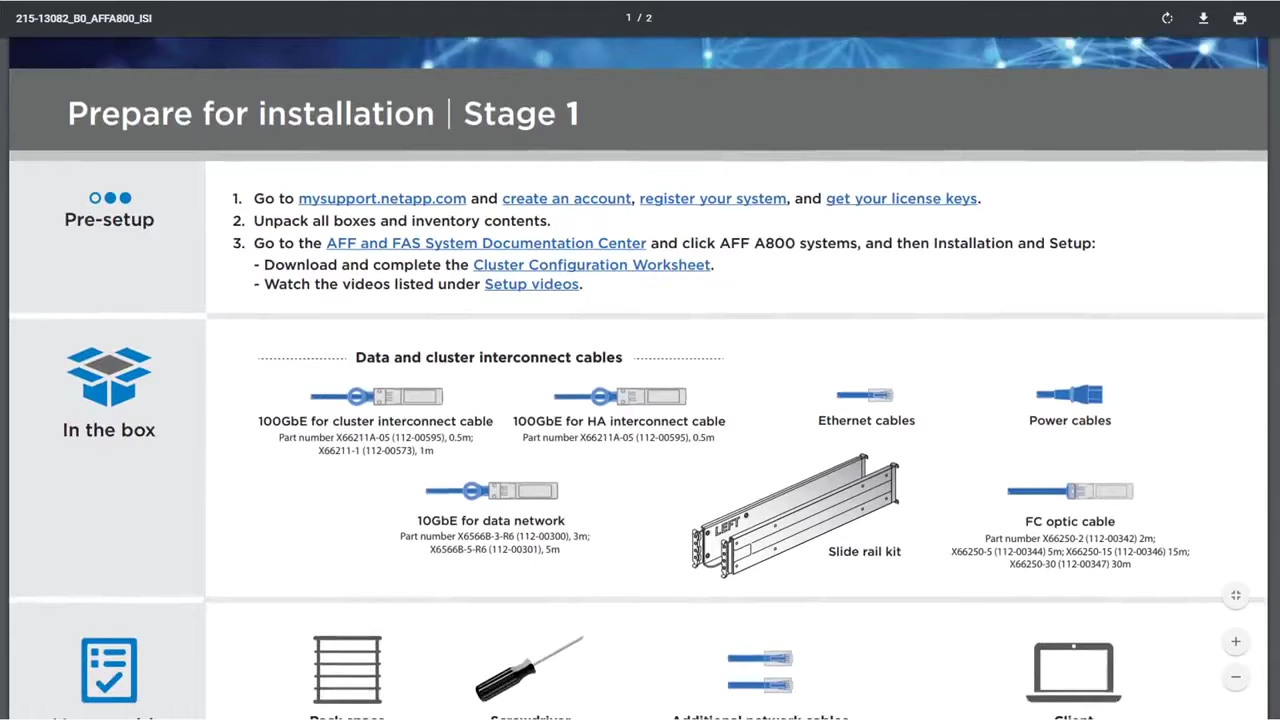 215-13082_B0_AFFA800_ISI
1 / 2
Prepare for installation | Stage 1
Pre-setup
1. Go to mysupport.netapp.com and create an account, register your system, and get your license keys.
2. Unpack all boxes and inventory contents.
3. Go to the AFF and FAS System Documentation Center and click AFF A800 systems, and then Installation and Setup:
- Download and complete the Cluster Configuration Worksheet.
- Watch the videos listed under Setup videos.
In the box
Data and cluster interconnect cables
100GbE for cluster interconnect cable
Part number X66211A-05 (112-00595), 0.5m;
X66211-1 (112-00573), 1m
100GbE for HA interconnect cable
Part number X66211A-05 (112-00595), 0.5m
Ethernet cables
Power cables
10GbE for data network
Part number X6566B-3-R6 (112-00300), 3m;
X6566B-5-R6 (112-00301), 5m
LEFT
Slide rail kit
FC optic cable
Part number X66250-2 (112-00342) 2m;
X66250-5 (112-00344) 5m; X66250-15 (112-00346) 15m;
X66250-30 (112-00347) 30m
Rack space
Screwdriver
Additional network cables
Client